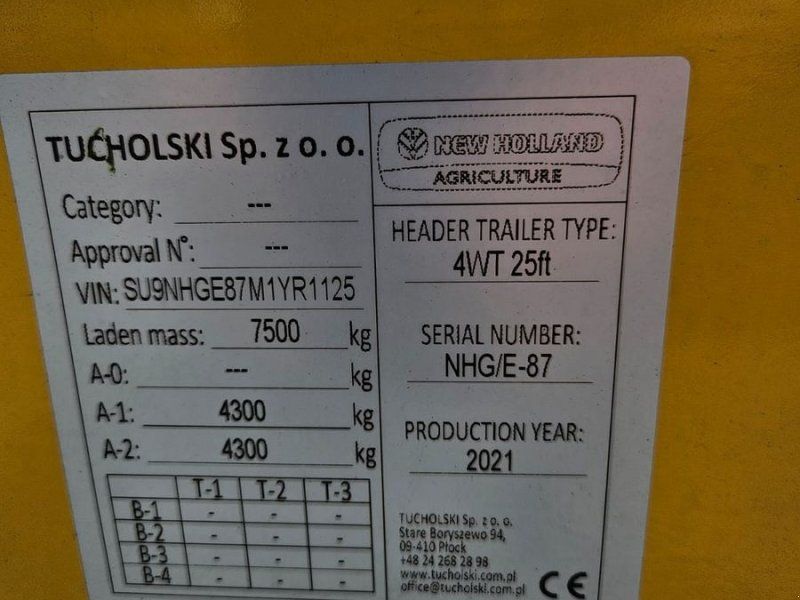 TUCHOLSKI Sp. z o. o.
Category: ---
Approval N°: ---
VIN: SU9NHGE87M1YR1125
Laden mass: 7500 kg
A-0: --- kg
A-1: 4300 kg
A-2: 4300 kg
T-1 T-2 T-3
B-1 - - -
B-2 - - -
B-3 - - -
B-4 - - -
NEW HOLLAND
AGRICULTURE
HEADER TRAILER TYPE:
4WT 25ft
SERIAL NUMBER:
NHG/E-87
PRODUCTION YEAR:
2021
TUCHOLSKI Sp. z o. o.
Stare Boryszewo 94,
09-410 Płock
+48 24 268 28 98
www.tucholski.com.pl
office@tucholski.com.pl
CE